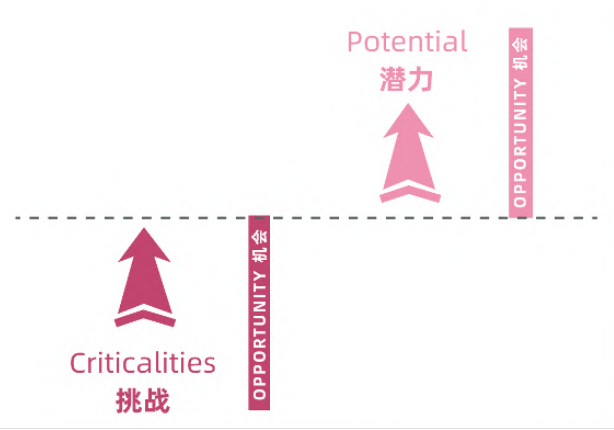 Potential
潜力
OPPORTUNITY 机会
OPPORTUNITY 机会
Criticalities
挑战